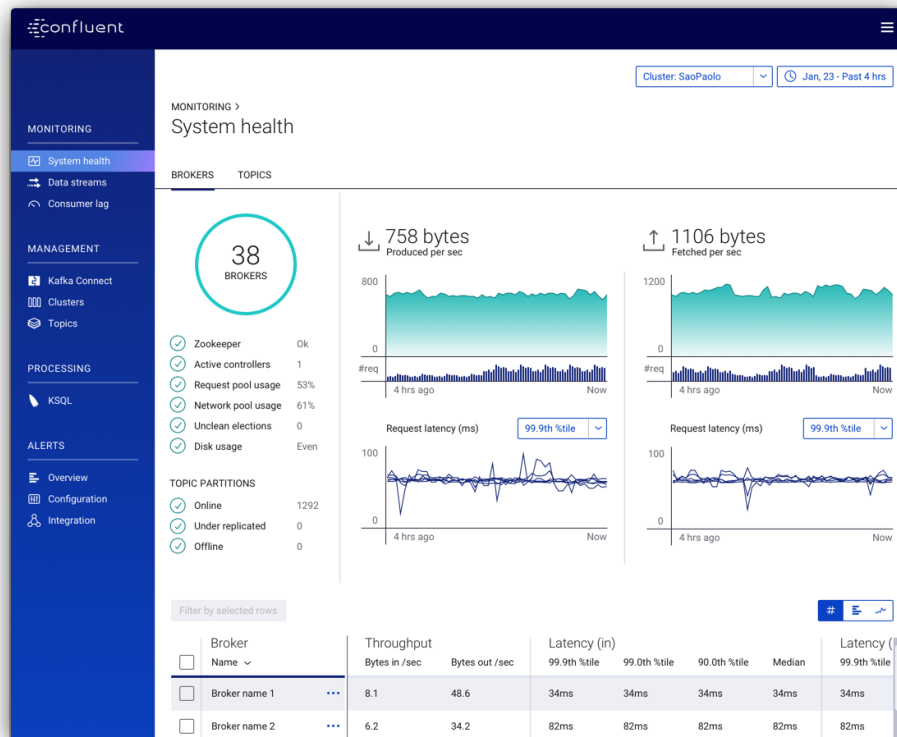 confluent
Cluster: SaoPaolo
Jan, 23 - Past 4 hrs
MONITORING >
System health
BROKERS TOPICS
MONITORING
System health
Data streams
Consumer lag
MANAGEMENT
Kafka Connect
Clusters
Topics
PROCESSING
KSQL
ALERTS
Overview
Configuration
Integration
38
BROKERS
Zookeeper Ok
Active controllers 1
Request pool usage 53%
Network pool usage 61%
Unclean elections 0
Disk usage Even
TOPIC PARTITIONS
Online 1292
Under replicated 0
Offline 0
758 bytes
Produced per sec
800
0
#req
4 hrs ago Now
Request latency (ms) 99.9th %tile
100
0
4 hrs ago Now
1106 bytes
Fetched per sec
1200
0
#req
4 hrs ago Now
Request latency (ms) 99.9th %tile
100
0
4 hrs ago Now
Filter by selected rows
#
Broker Throughput Latency (in) Latency (
Name Bytes in /sec Bytes out /sec 99.9th %tile 99.0th %tile 90.0th %tile Median 99.9th %tile
Broker name 1 ... 8.1 48.6 34ms 34ms 34ms 34ms 34ms
Broker name 2 ... 6.2 34.2 82ms 82ms 82ms 82ms 82ms